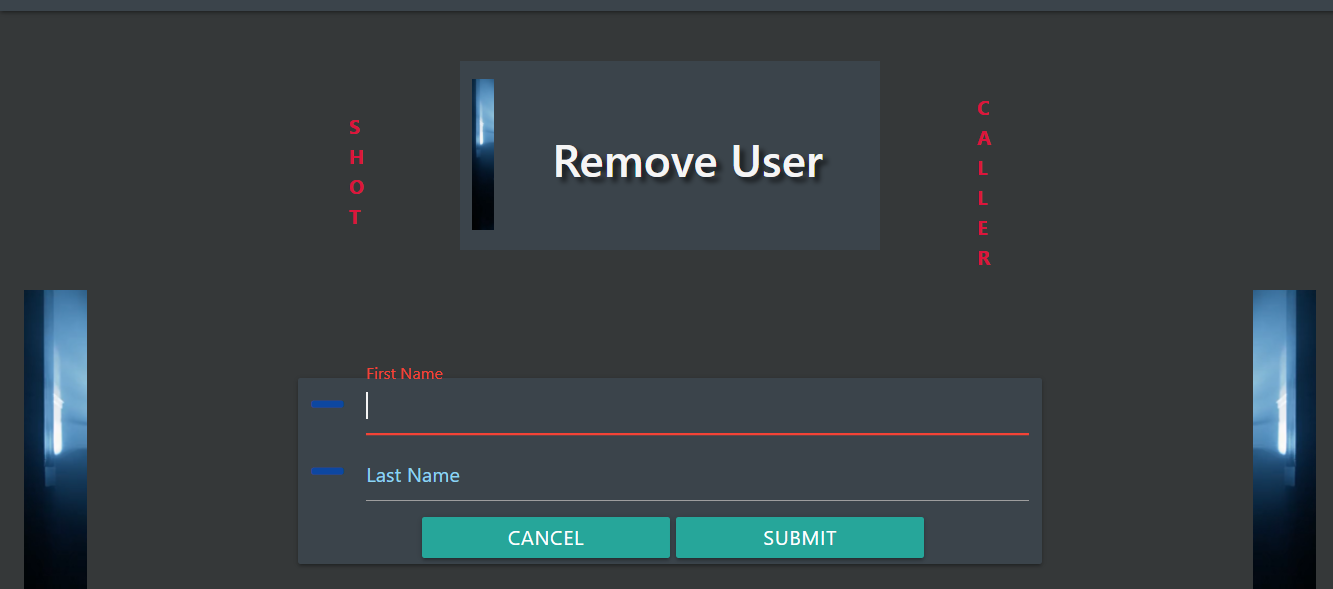 S
H
O
T
Remove User
C
A
L
L
E
R
First Name
Last Name
CANCEL
SUBMIT